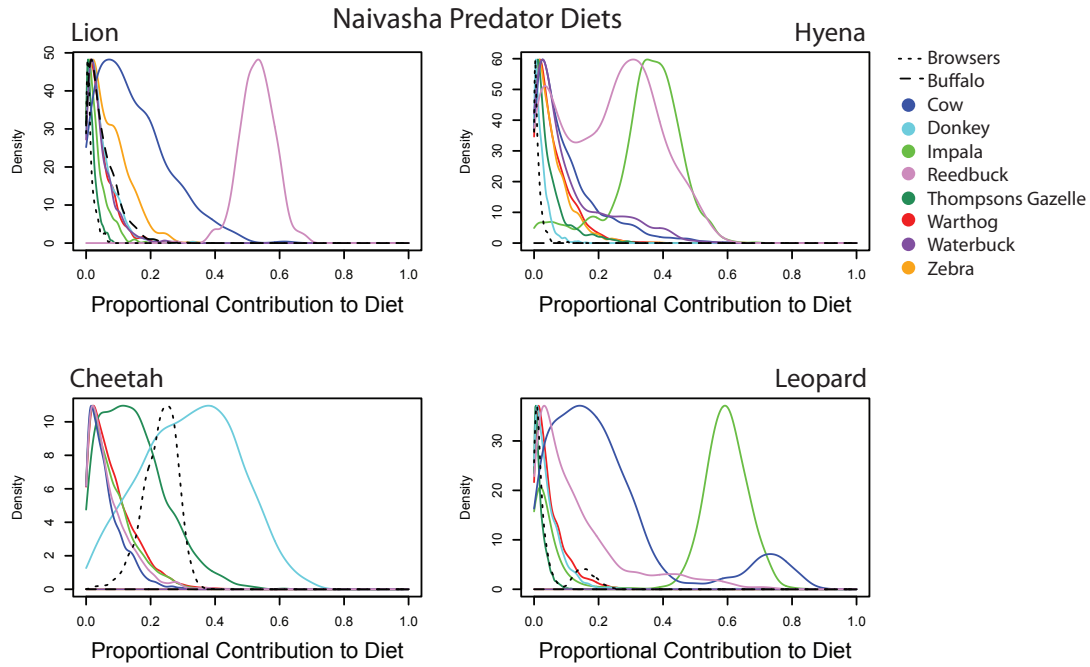 Naivasha Predator Diets
Lion
Hyena
Density
0 10 20 30 40 50
0.0 0.2 0.4 0.6 0.8 1.0
Proportional Contribution to Diet
Density
0 10 20 30 40 50 60
0.0 0.2 0.4 0.6 0.8 1.0
Proportional Contribution to Diet
Browsers
Buffalo
Cow
Donkey
Impala
Reedbuck
Thompsons Gazelle
Warthog
Waterbuck
Zebra
Cheetah
Leopard
Density
0 2 4 6 8 10
0.0 0.2 0.4 0.6 0.8 1.0
Proportional Contribution to Diet
Density
0 10 20 30
0.0 0.2 0.4 0.6 0.8 1.0
Proportional Contribution to Diet